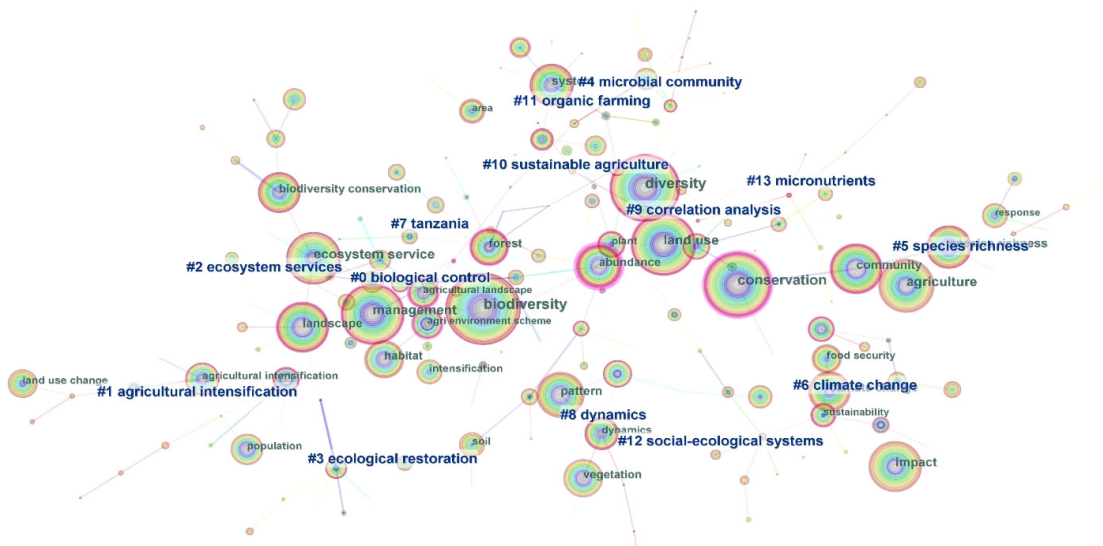 syst
#4 microbial community
#11 organic farming
area
#10 sustainable agriculture
diversity
biodiversity conservation
#13 micronutrients
#9 correlation analysis
response
#7 tanzania
forest
plant
land use
#5 species richness
ecosystem service
#2 ecosystem services
abundance
community
#0 biological control
conservation
agriculture
agricultural landscape
biodiversity
management
agri environment scheme
landscape
habitat
food security
intensification
land use change
agricultural intensification
#1 agricultural intensification
pattern
#6 climate change
sustainability
#8 dynamics
dynamics
#12 social-ecological systems
population
soil
#3 ecological restoration
impact
vegetation